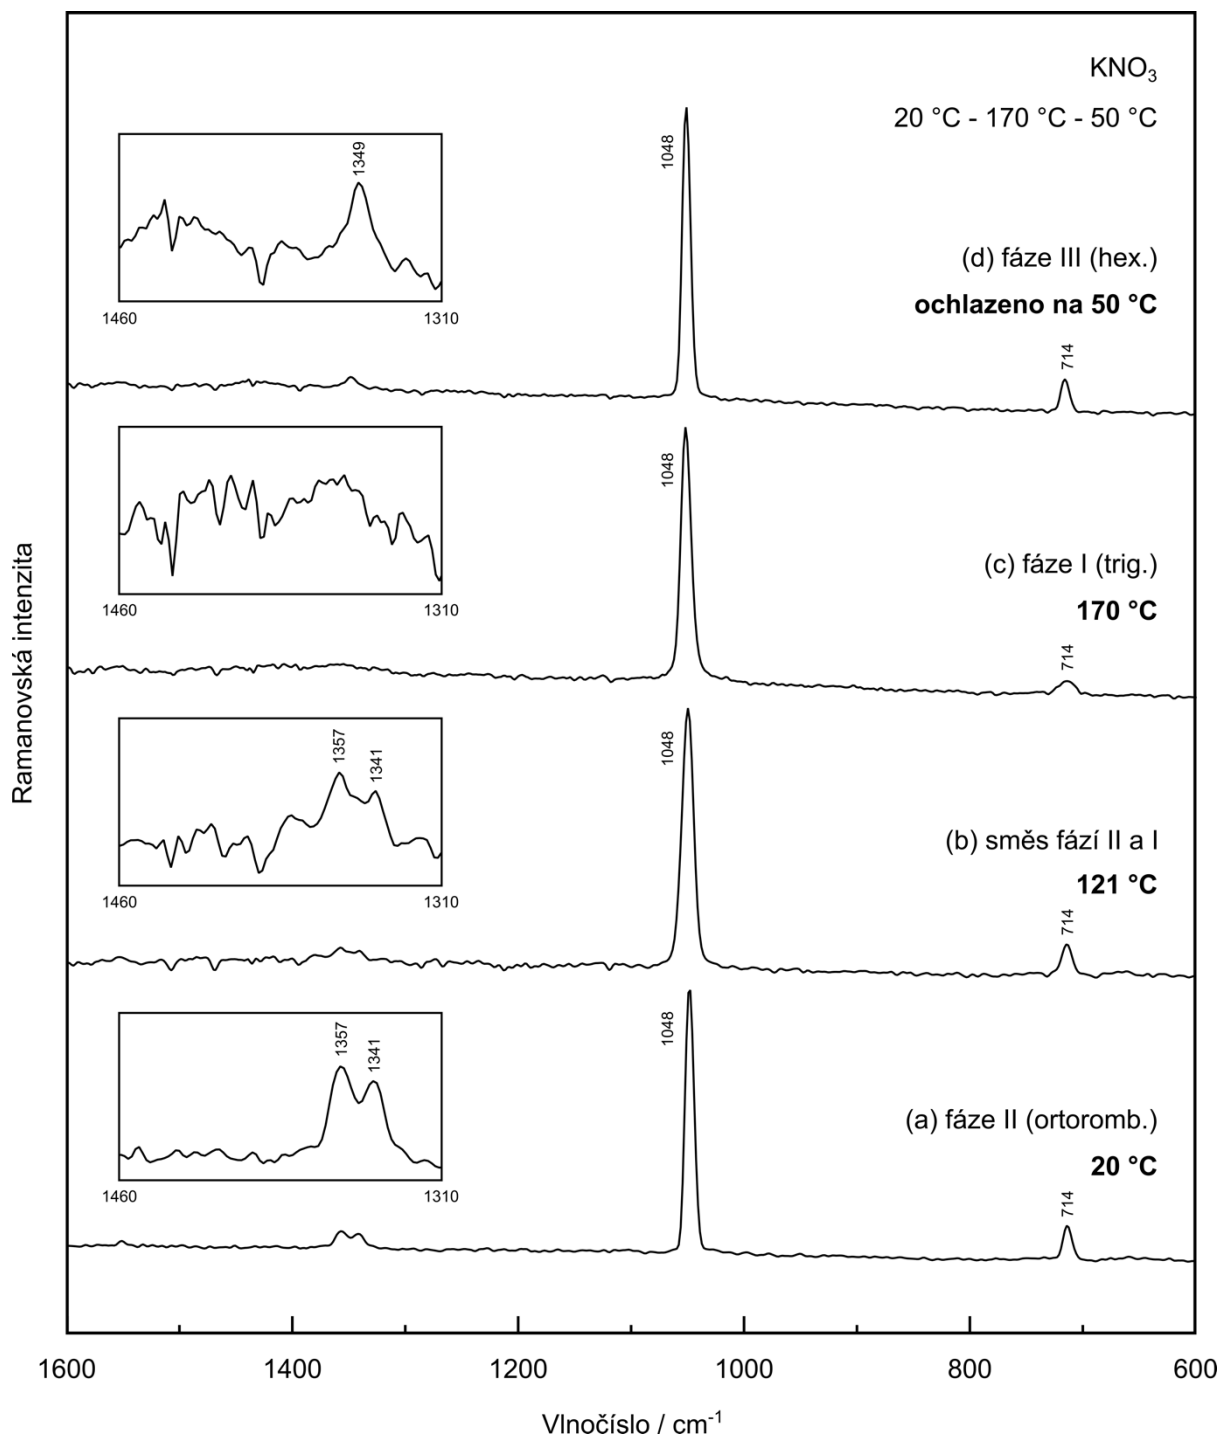 KNO₃
20 °C - 170 °C - 50 °C
1349
1048
1460
1310
(d) fáze III (hex.)
ochlazeno na 50 °C
714
1048
1460
1310
(c) fáze I (trig.)
170 °C
714
1357
1341
1048
1460
1310
(b) směs fází II a I
121 °C
714
1357
1341
1048
1460
1310
(a) fáze II (ortoromb.)
20 °C
714
Ramanovská intenzita
1600 1400 1200 1000 800 600
Vlnočíslo / cm⁻¹